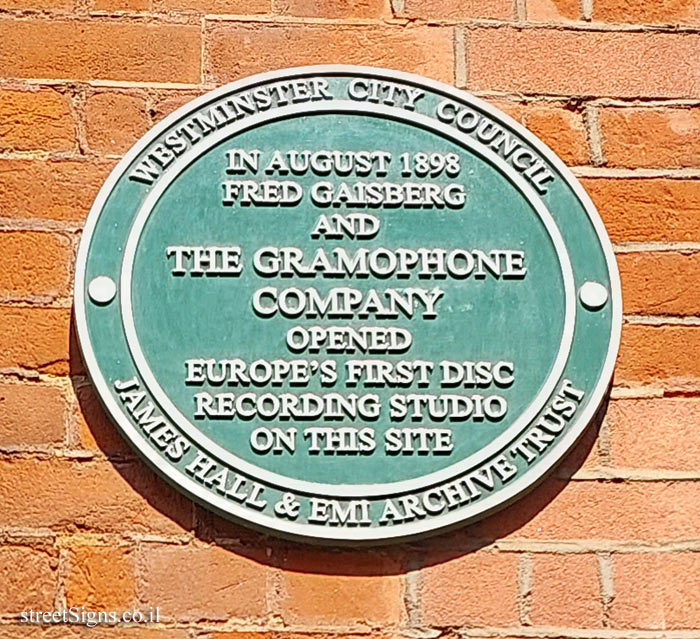 WESTMINSTER CITY COUNCIL
IN AUGUST 1898
FRED GAISBERG
AND
THE GRAMOPHONE
COMPANY
OPENED
EUROPE'S FIRST DISC
RECORDING STUDIO
ON THIS SITE
JAMES HALL & EMI ARCHIVE TRUST
streetSigns.co.il